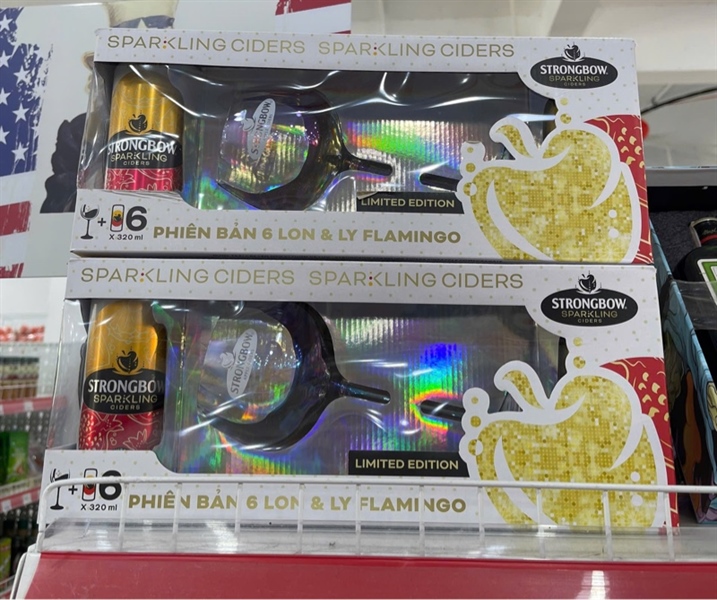 SPARKLING CIDERS SPARKLING CIDERS
STRONGBOW
SPARKLING
CIDERS
STRONGBOW
SPARKLING
CIDERS
STRONGBOW
LIMITED EDITION
+ 6
X 320 ml
PHIÊN BẢN 6 LON & LY FLAMINGO
SPARKLING CIDERS SPARKLING CIDERS
STRONGBOW
SPARKLING
CIDERS
STRONGBOW
SPARKLING
CIDERS
STRONGBOW
LIMITED EDITION
+ 6
X 320 ml
PHIÊN BẢN 6 LON & LY FLAMINGO